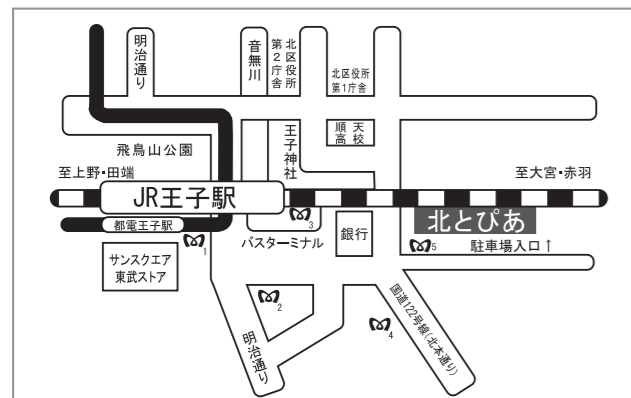 明治通り
音無川
北区役所
第2庁舎
北区役所
第1庁舎
順天
高校
王子神社
飛鳥山公園
至上野・田端
至大宮・赤羽
JR王子駅
北とぴあ
都電王子駅
1
3
バスターミナル
銀行
5
駐車場入口↑
サンスクエア
東武ストア
2
4
明治通り
国道122号線(北本通り)